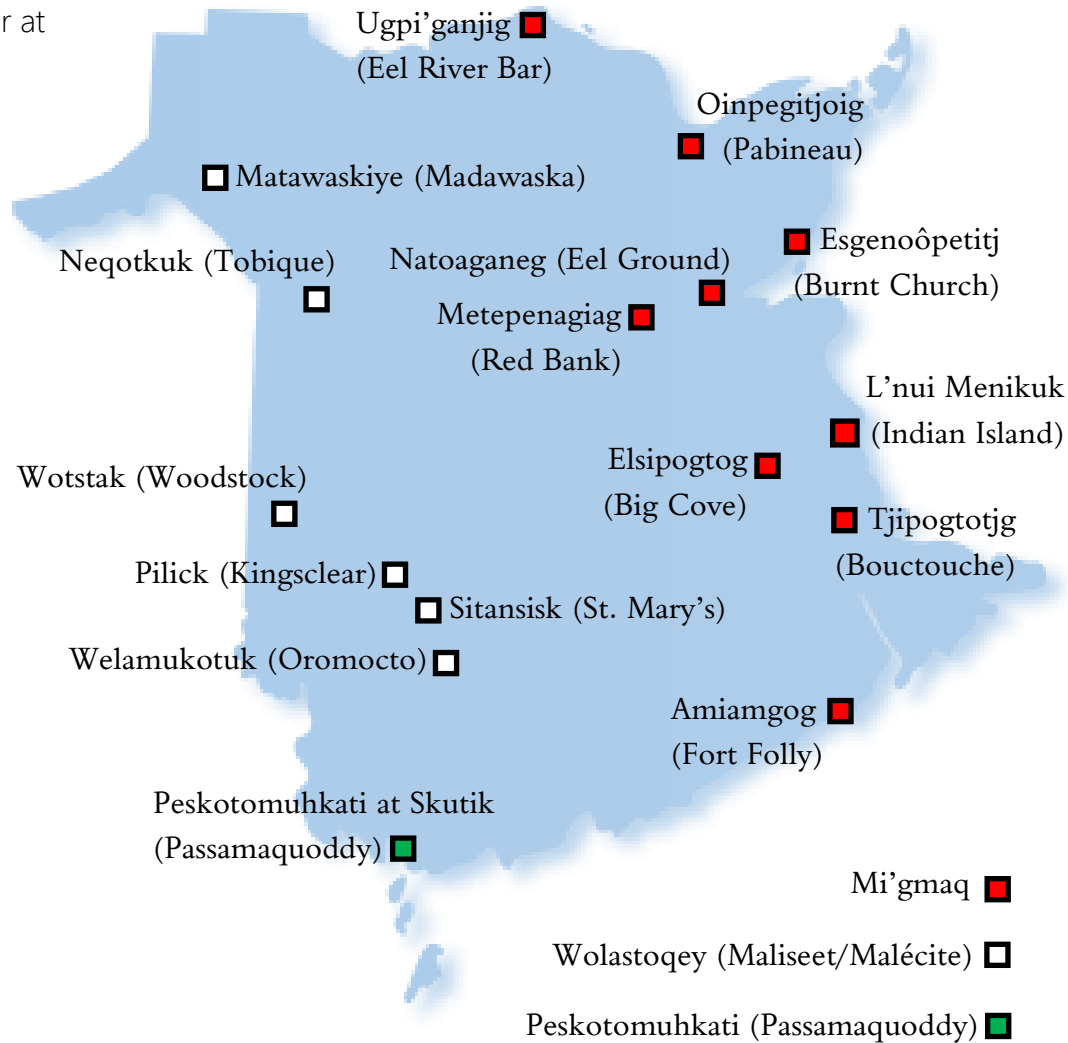 r at
Ugpi’ganjig
(Eel River Bar)
Oinpegitjoig
(Pabineau)
Matawaskiye (Madawaska)
Esgenoôpetitj
(Burnt Church)
Neqotkuk (Tobique)
Natoaganeg (Eel Ground)
Metepenagiag
(Red Bank)
L’nui Menikuk
(Indian Island)
Elsipogtog
(Big Cove)
Wotstak (Woodstock)
Tjipogtotjg
(Bouctouche)
Pilick (Kingsclear)
Sitansisk (St. Mary’s)
Welamukotuk (Oromocto)
Amiamgog
(Fort Folly)
Peskotomuhkati at Skutik
(Passamaquoddy)
Mi’gmaq
Wolastoqey (Maliseet/Malécite)
Peskotomuhkati (Passamaquoddy)